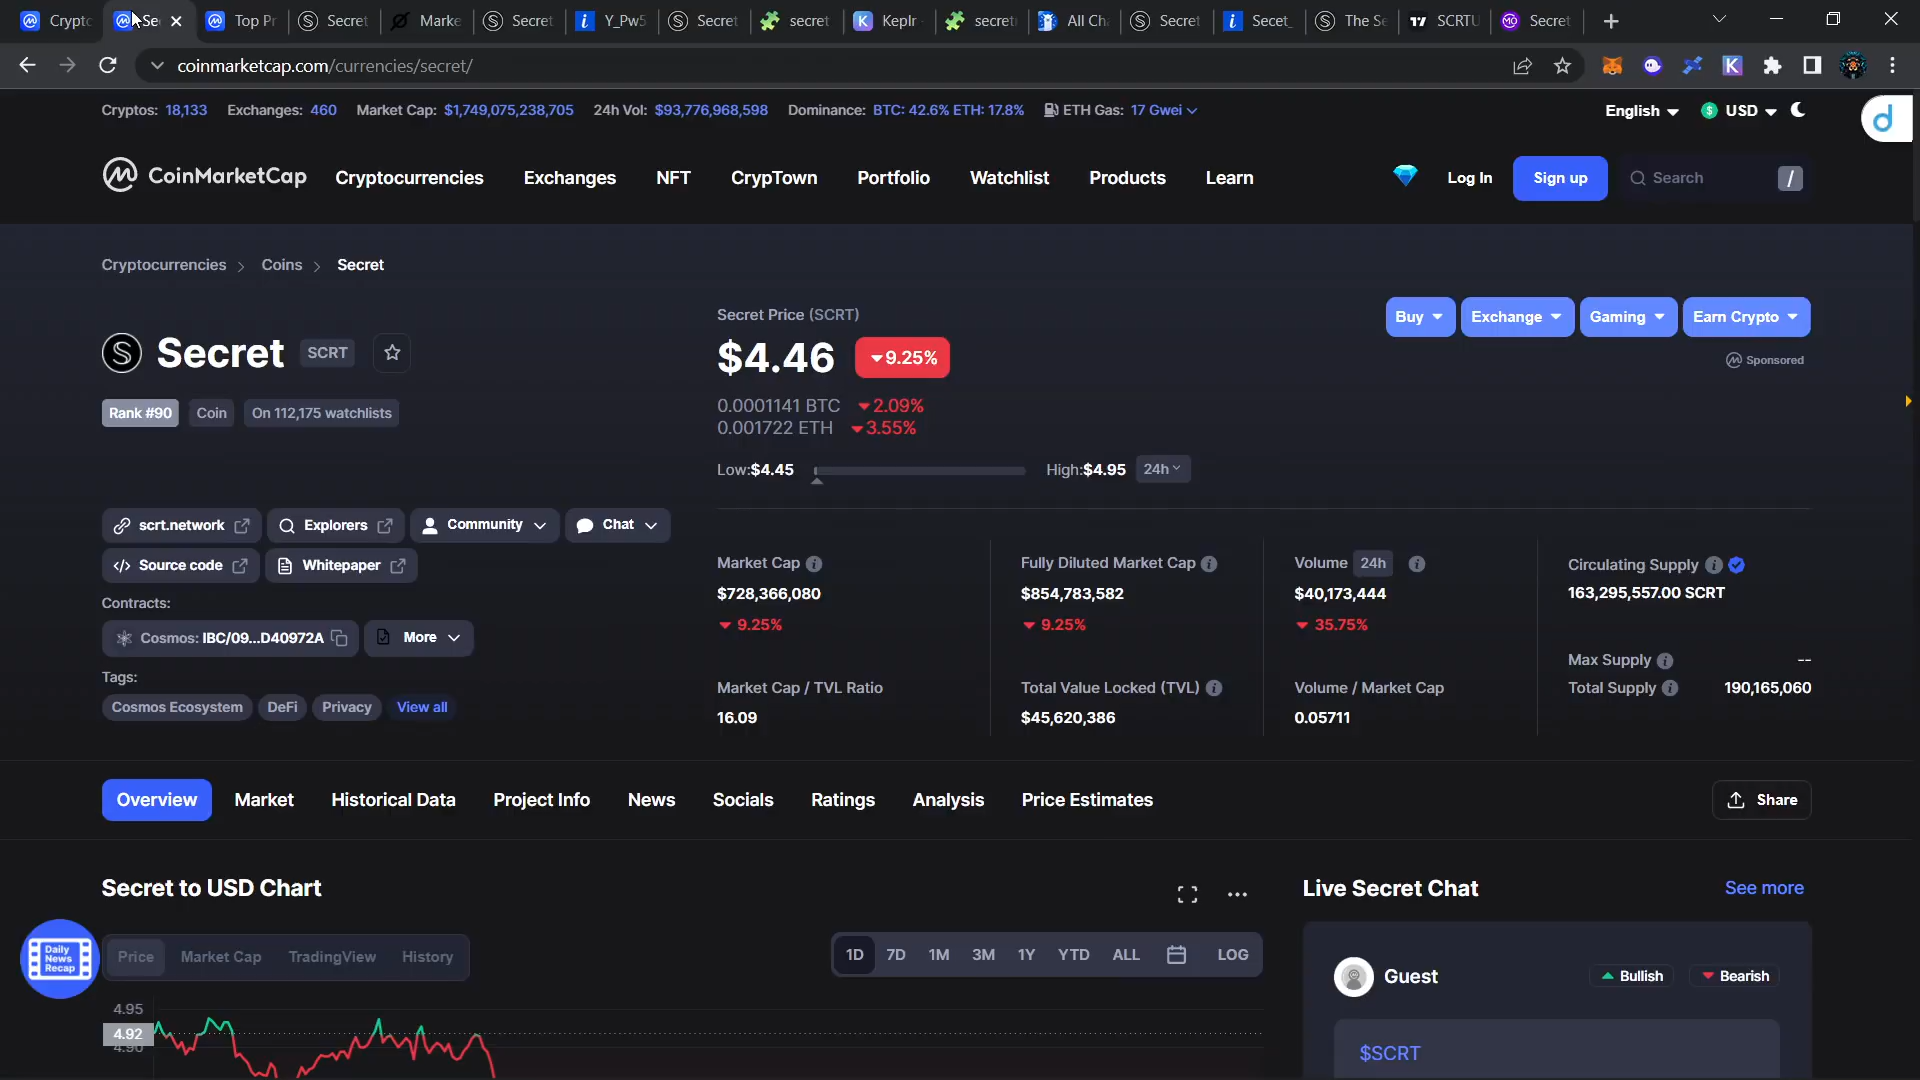 Crypto
Sec
Top Pr
Secret
Marke
Secret
Y_Pw5
Secret
secret
Keplr
secret
All Cha
Secret
Secet_
The Se
SCRTU
Secret
coinmarketcap.com/currencies/secret/
Cryptos: 18,133 Exchanges: 460 Market Cap: $1,749,075,238,705 24h Vol: $93,776,968,598 Dominance: BTC: 42.6% ETH: 17.8% ETH Gas: 17 Gwei
English USD
CoinMarketCap Cryptocurrencies Exchanges NFT CrypTown Portfolio Watchlist Products Learn Log In Sign up Search /
Cryptocurrencies > Coins > Secret
Secret SCRT
Rank #90 Coin On 112,175 watchlists
scrt.network Explorers Community Chat
Source code Whitepaper
Contracts:
Cosmos: IBC/09...D40972A More
Tags:
Cosmos Ecosystem DeFi Privacy View all
Secret Price (SCRT)
$4.46 9.25%
0.0001141 BTC 2.09%
0.001722 ETH 3.55%
Low:$4.45 High:$4.95 24h
Buy Exchange Gaming Earn Crypto
Sponsored
Market Cap
$728,366,080
9.25%
Market Cap / TVL Ratio
16.09
Fully Diluted Market Cap
$854,783,582
9.25%
Total Value Locked (TVL)
$45,620,386
Volume 24h
$40,173,444
35.75%
Volume / Market Cap
0.05711
Circulating Supply
163,295,557.00 SCRT
Max Supply --
Total Supply 190,165,060
Overview Market Historical Data Project Info News Socials Ratings Analysis Price Estimates Share
Secret to USD Chart
Price Market Cap TradingView History
1D 7D 1M 3M 1Y YTD ALL LOG
4.95
4.92
4.90
Daily
News
Recap
Live Secret Chat See more
Guest Bullish Bearish
$SCRT